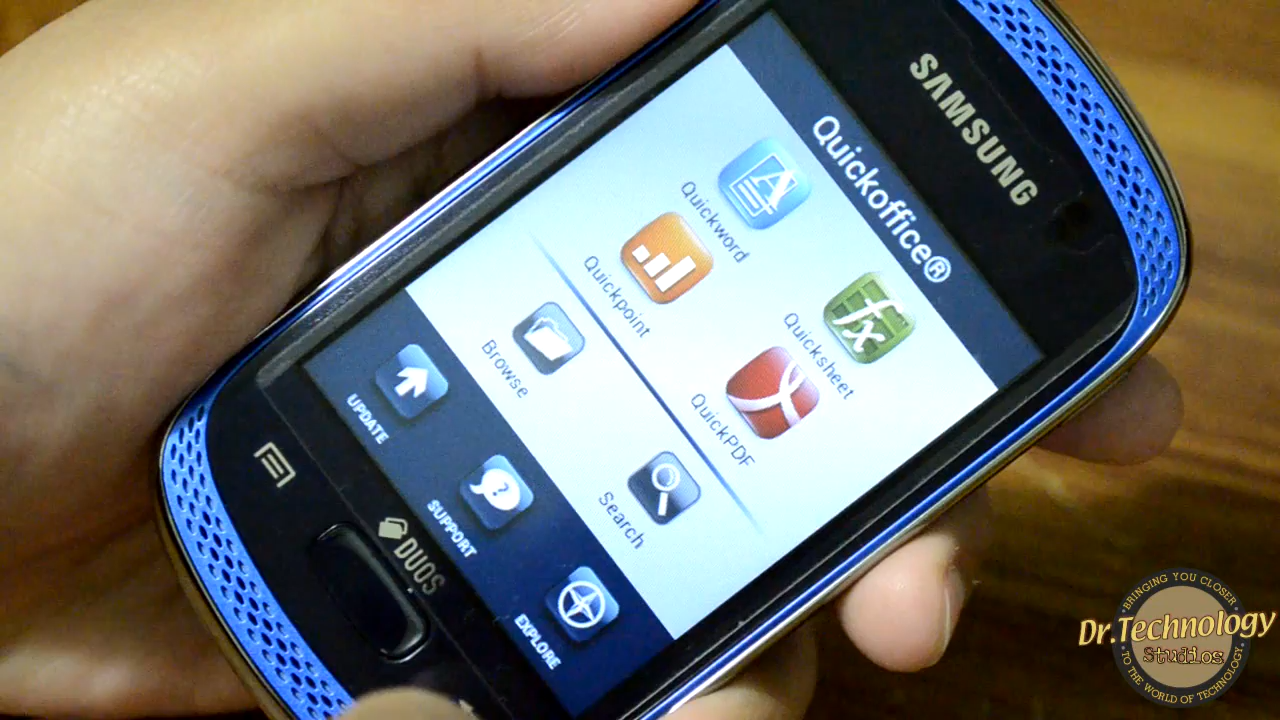 SAMSUNG
Quickoffice®
Quickword
Quicksheet
Quickpoint
QuickPDF
Browse
Search
UPDATE
SUPPORT
EXPLORE
DUOS
BRINGING YOU CLOSER
Dr.Technology
Studios
TO THE WORLD OF TECHNOLOGY